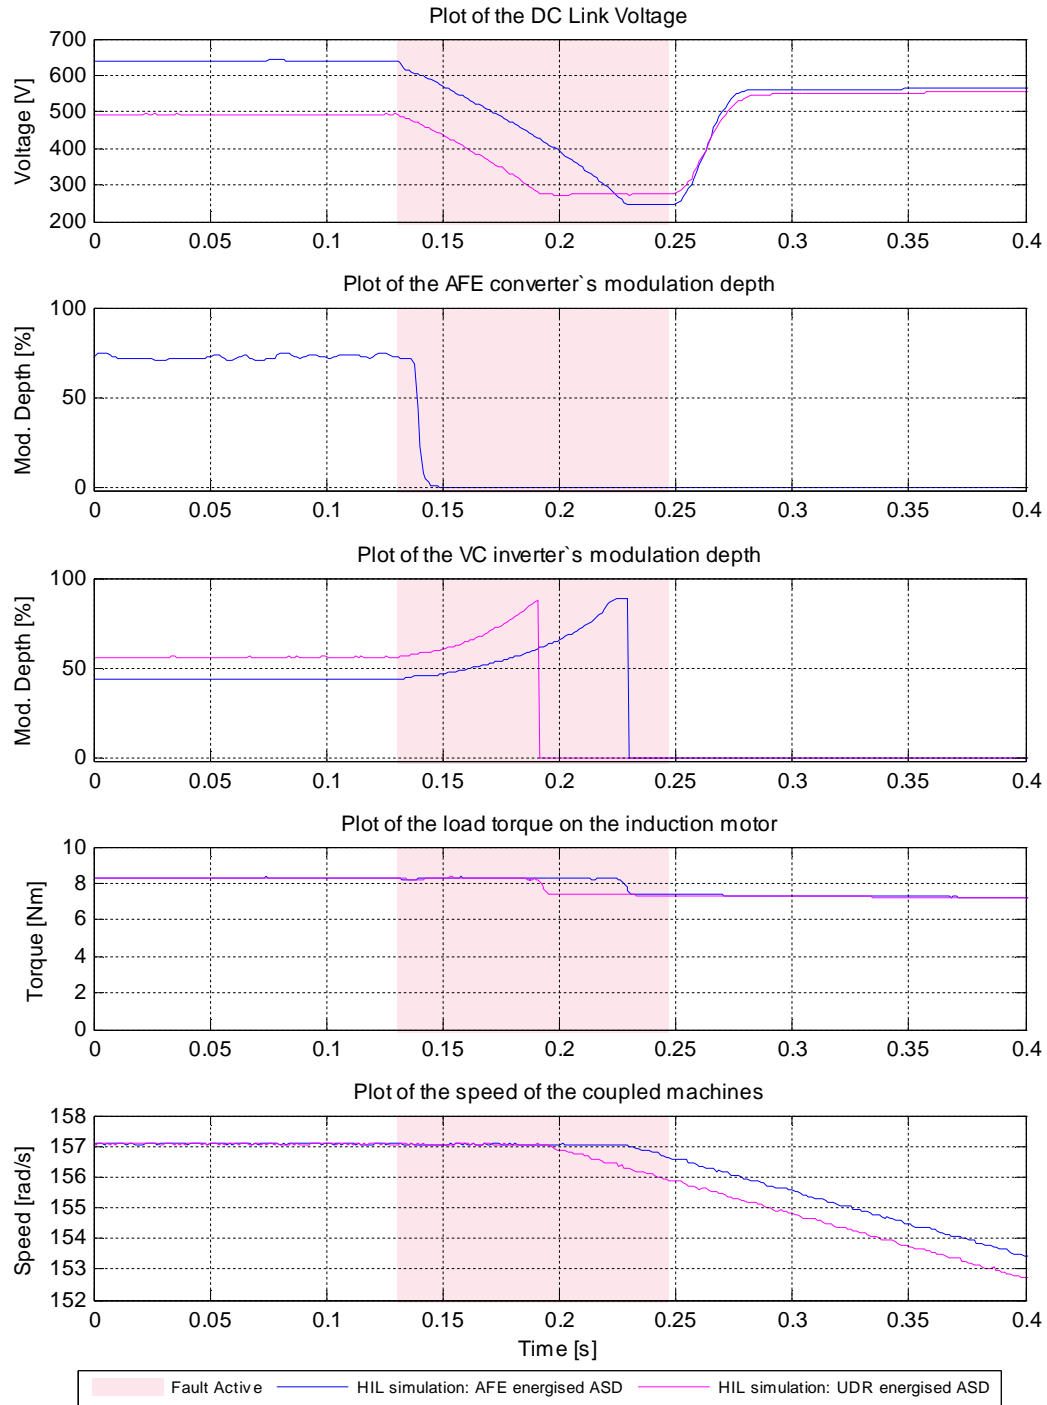 Plot of the DC Link Voltage
700
600
500
400
300
200
Voltage [V]
0 0.05 0.1 0.15 0.2 0.25 0.3 0.35 0.4
Plot of the AFE converter`s modulation depth
100
50
0
Mod. Depth [%]
0 0.05 0.1 0.15 0.2 0.25 0.3 0.35 0.4
Plot of the VC inverter`s modulation depth
100
50
0
Mod. Depth [%]
0 0.05 0.1 0.15 0.2 0.25 0.3 0.35 0.4
Plot of the load torque on the induction motor
10
8
6
4
2
0
Torque [Nm]
0 0.05 0.1 0.15 0.2 0.25 0.3 0.35 0.4
Plot of the speed of the coupled machines
158
157
156
155
154
153
152
Speed [rad/s]
0 0.05 0.1 0.15 0.2 0.25 0.3 0.35 0.4
Time [s]
Fault Active HIL simulation: AFE energised ASD HIL simulation: UDR energised ASD